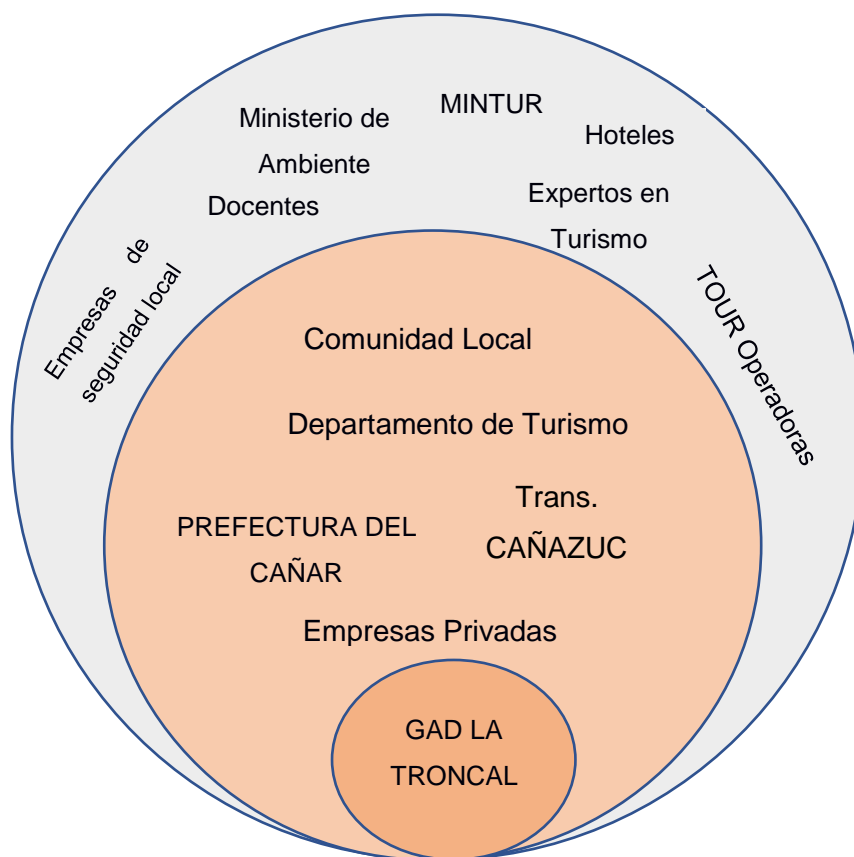 MINTUR
Ministerio de
Ambiente
Hoteles
Docentes
Expertos en
Turismo
Empresas de
seguridad local
TOUR Operadoras
Comunidad Local
Departamento de Turismo
PREFECTURA DEL
CAÑAR
Trans.
CAÑAZUC
Empresas Privadas
GAD LA
TRONCAL